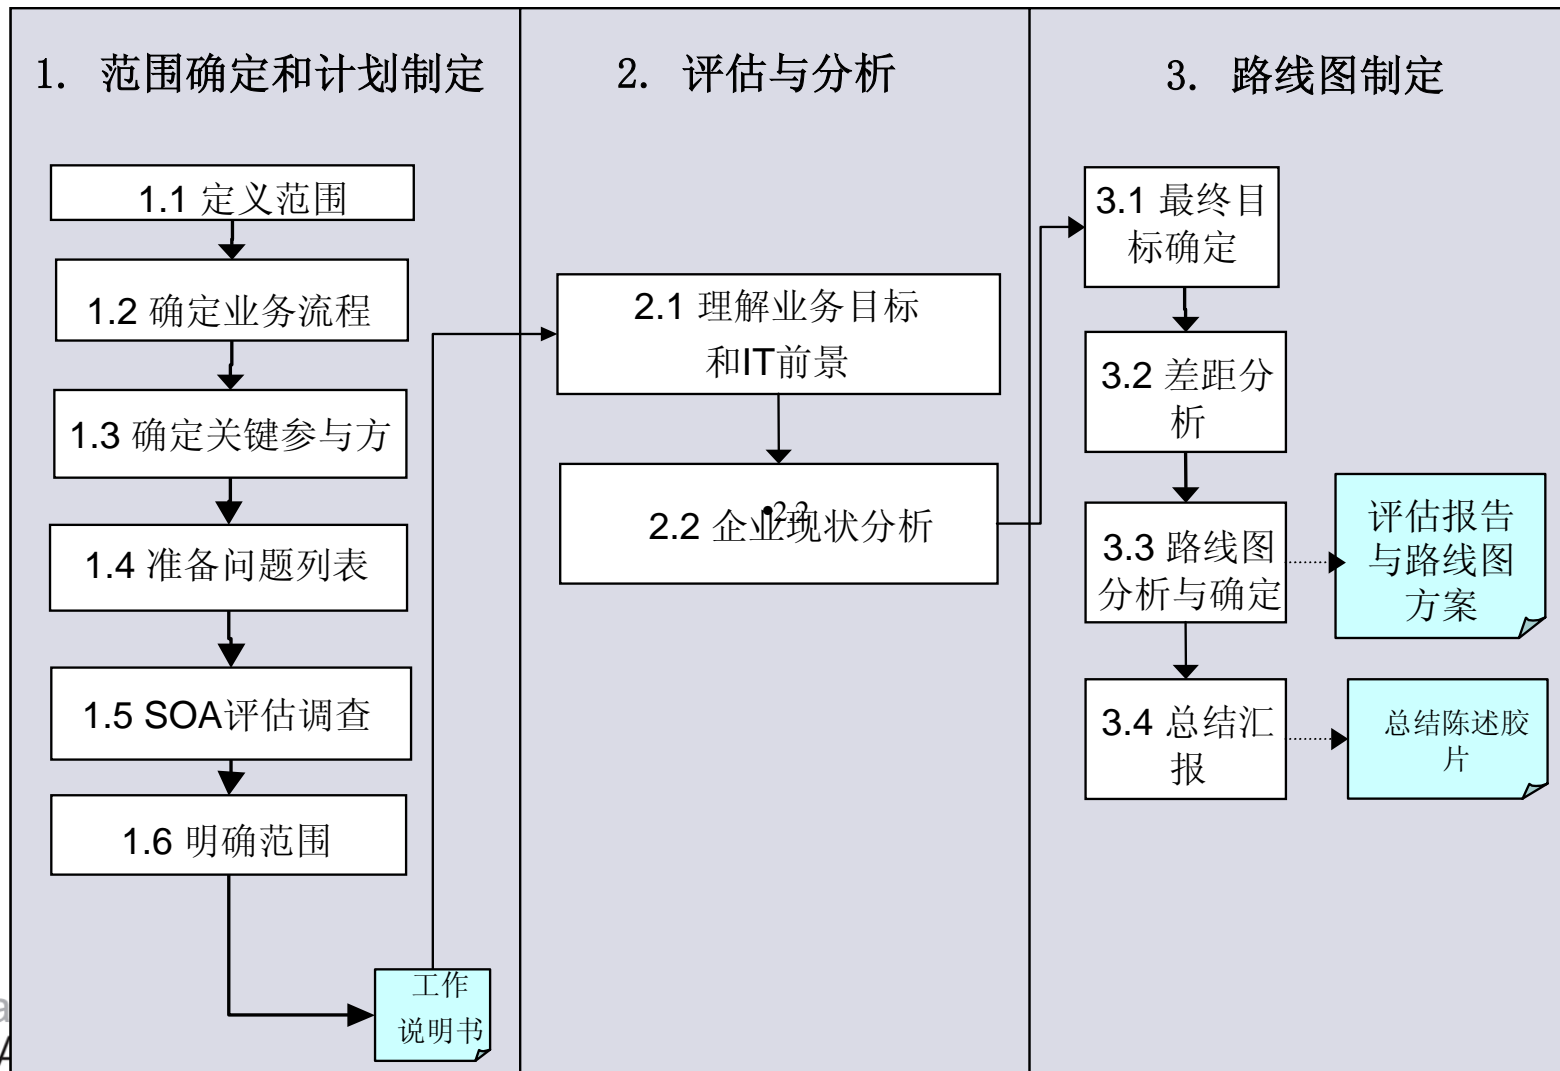 1. 范围确定和计划制定
1.1 定义范围
1.2 确定业务流程
1.3 确定关键参与方
1.4 准备问题列表
1.5 SOA评估调查
1.6 明确范围
工作
说明书
2. 评估与分析
2.1 理解业务目标
和IT前景
•2.2
2.2 企业现状分析
3. 路线图制定
3.1 最终目
标确定
3.2 差距分
析
3.3 路线图
分析与确定
评估报告
与路线图
方案
3.4 总结汇
报
总结陈述胶
片